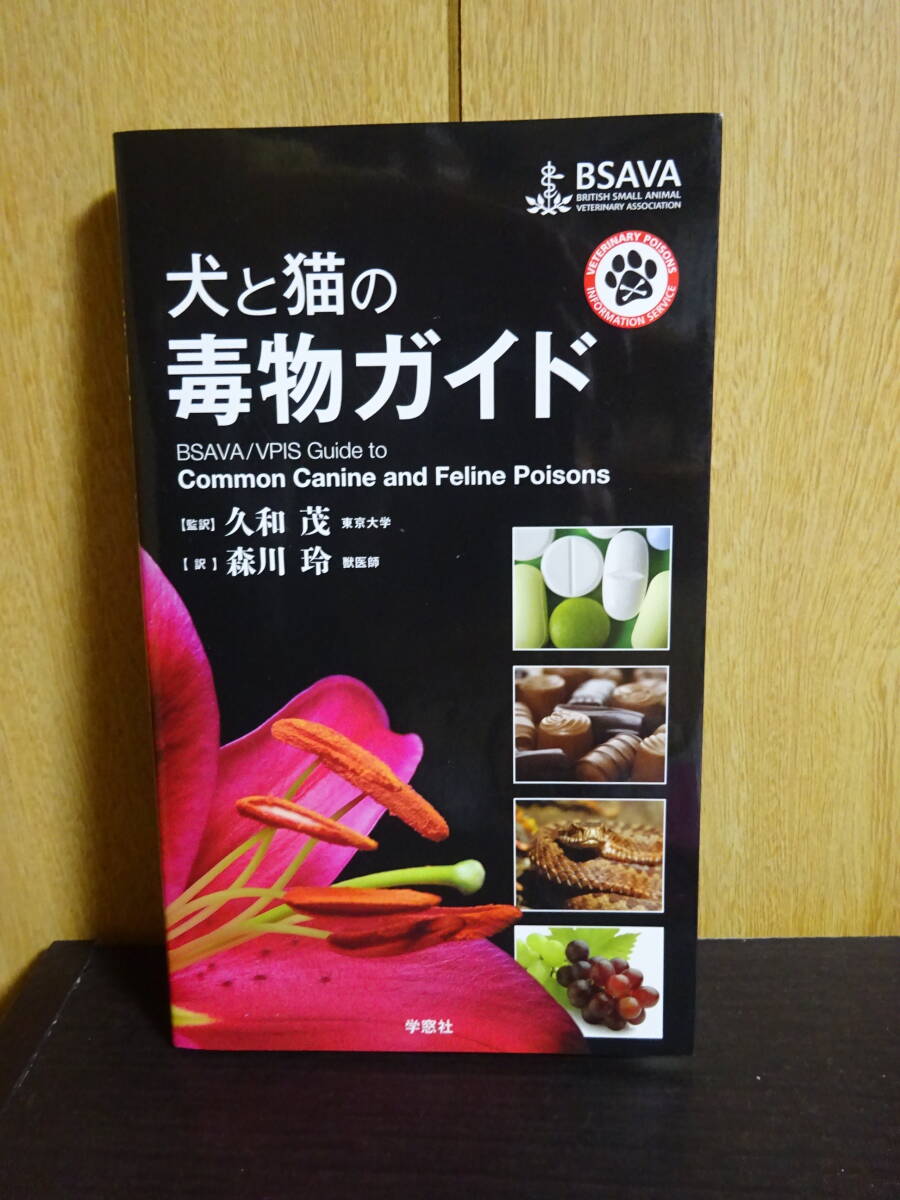 BSAVA
BRITISH SMALL ANIMAL
VETERINARY ASSOCIATION
VETERINARY POISONS
INFORMATION SERVICE
犬と猫の
毒物ガイド
BSAVA/VPIS Guide to
Common Canine and Feline Poisons
【監訳】久和 茂 東京大学
【訳】森川 玲 獣医師
学窓社